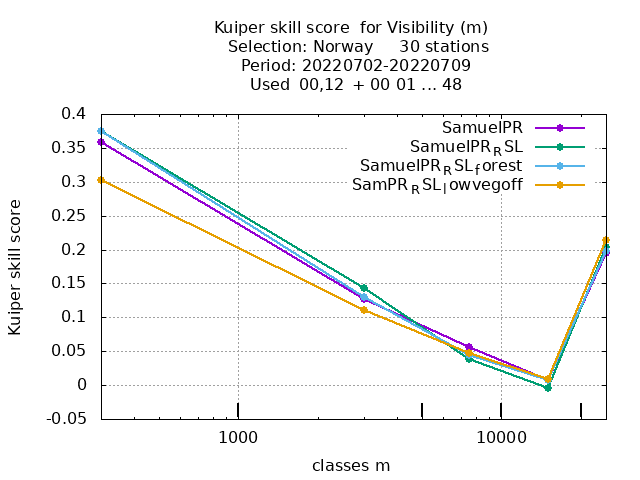 Kuiper skill score  for Visibility (m)
Selection: Norway     30 stations
Period: 20220702-20220709
Used  00,12  + 00 01 ... 48
0.4
0.35
0.3
0.25
0.2
0.15
0.1
0.05
0
-0.05
Kuiper skill score
SamuelPR
SamuelPR_RSL
SamuelPR_RSL_forest
SamPR_RSL_lowvegoff
1000
10000
classes m